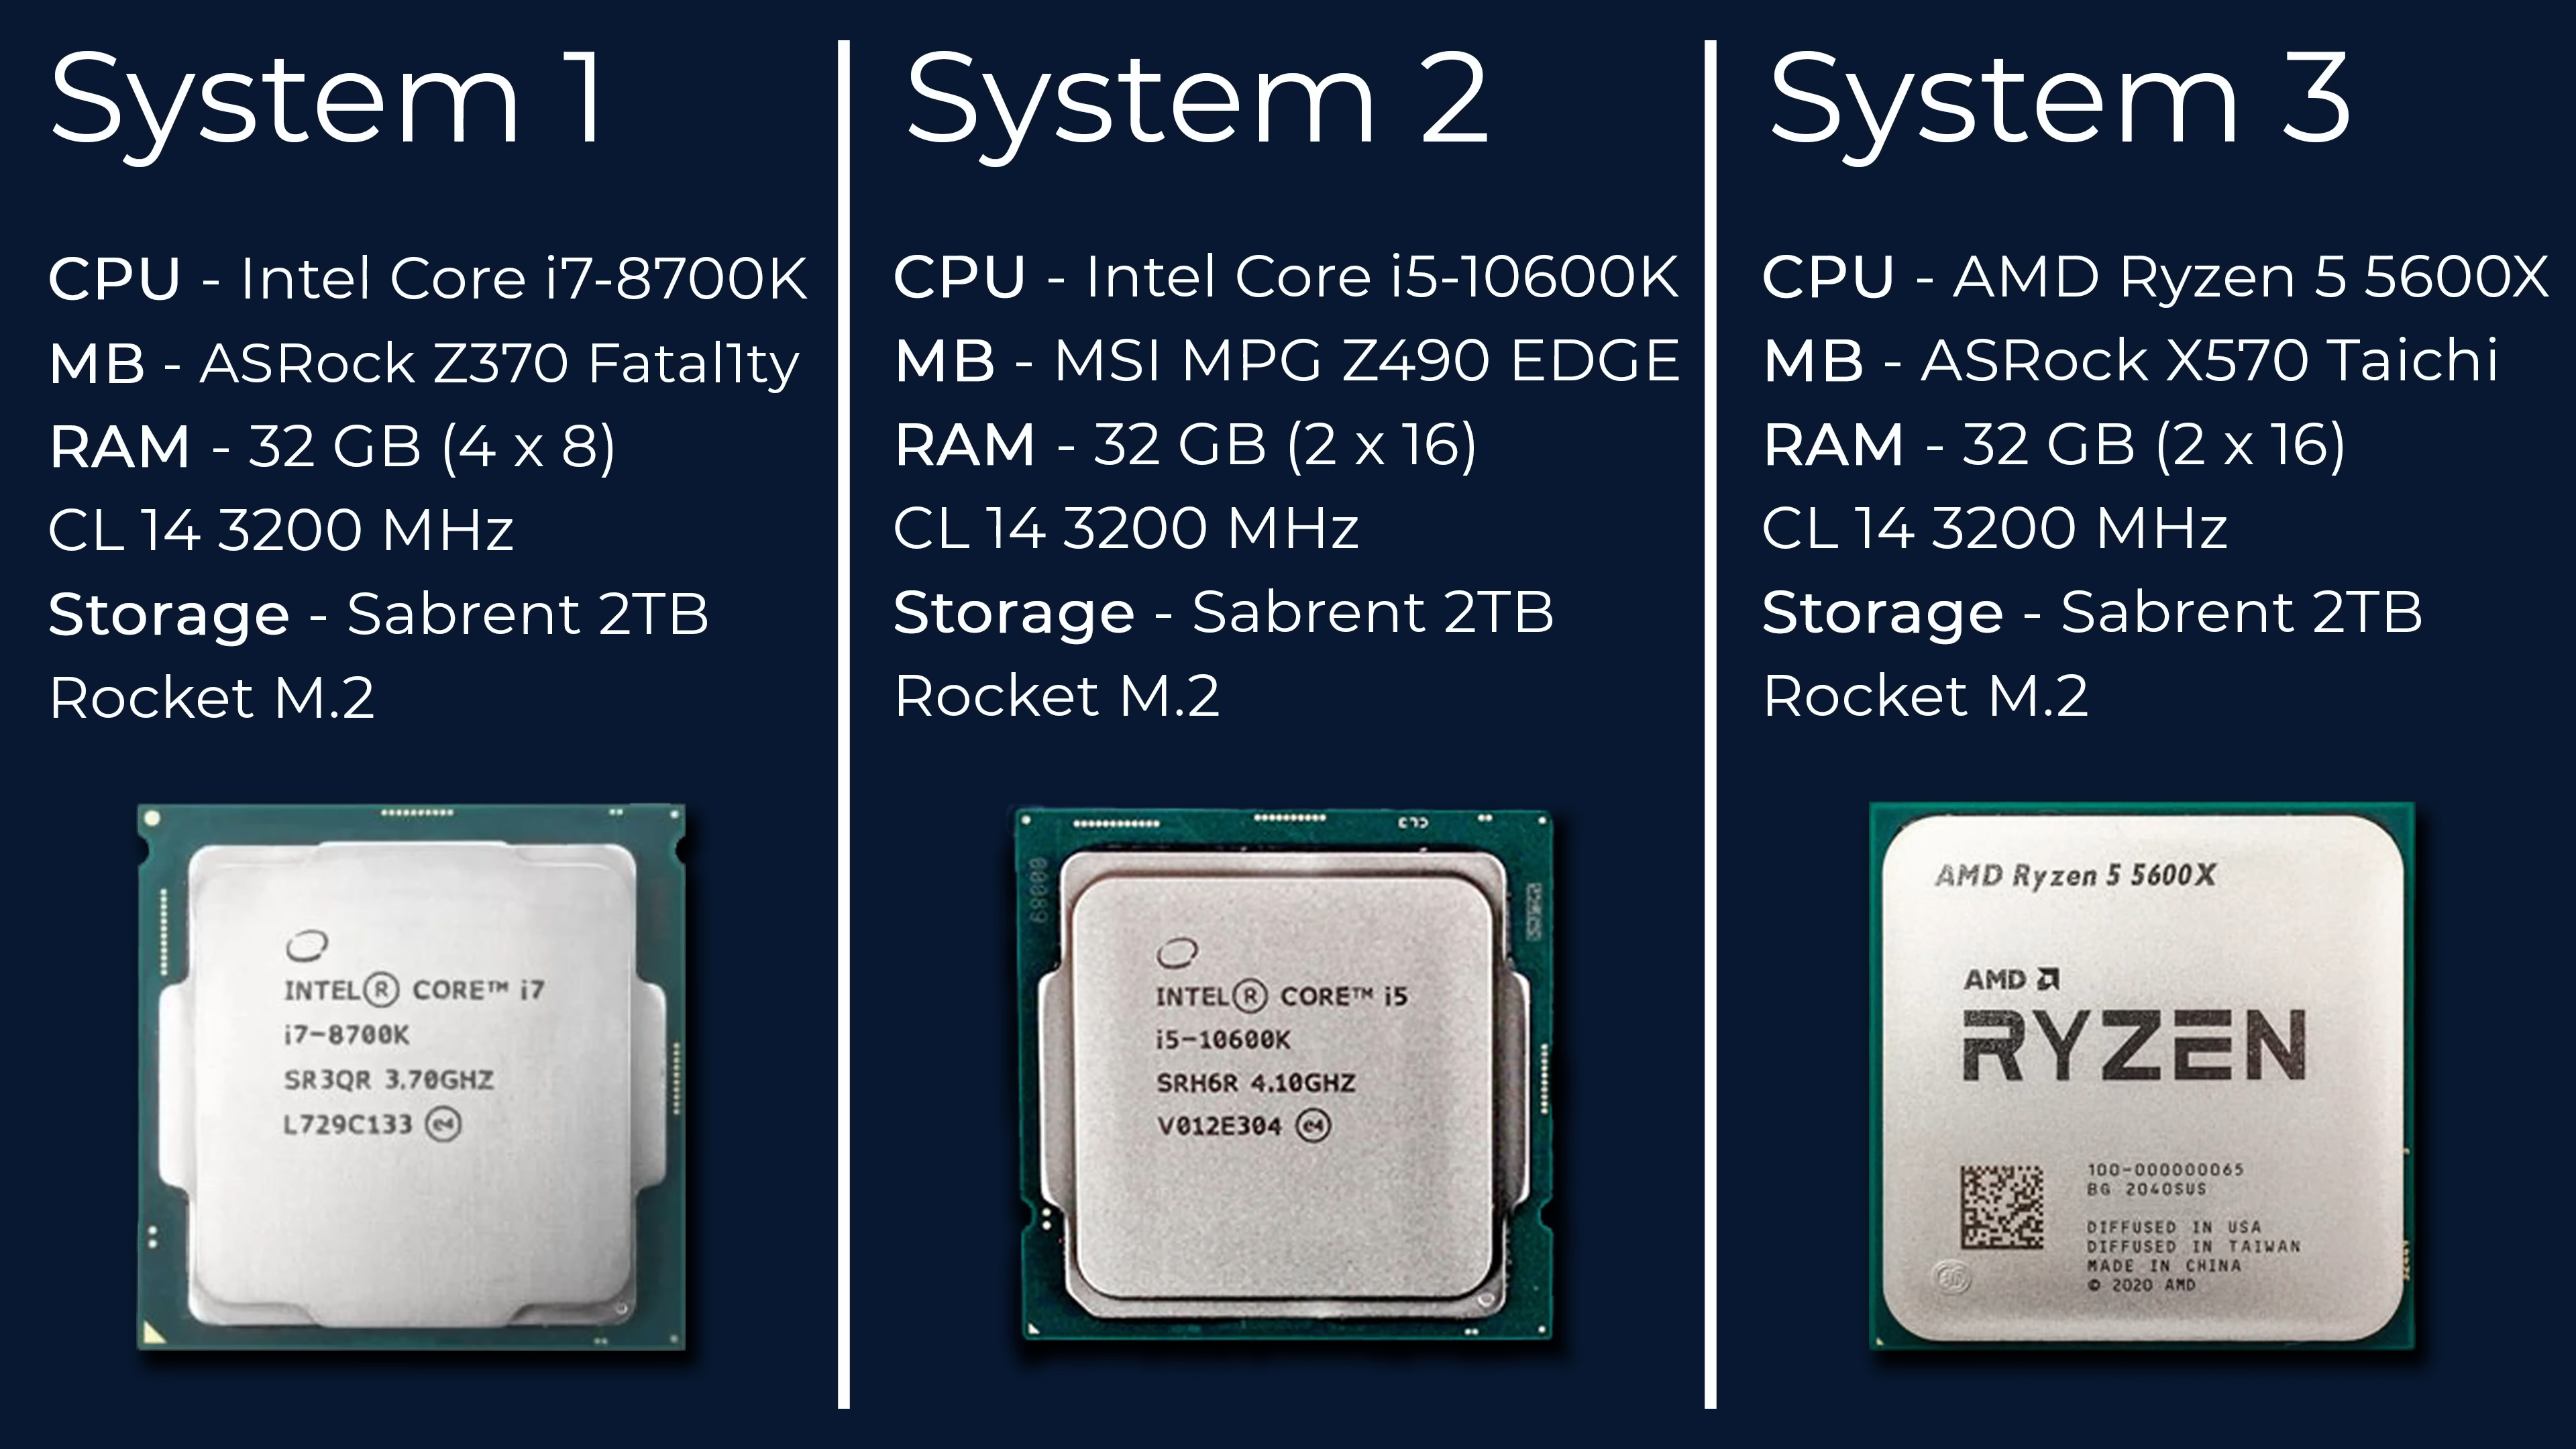 System 1
CPU - Intel Core i7-8700K
MB - ASRock Z370 Fatal1ty
RAM - 32 GB (4 x 8)
CL 14 3200 MHz
Storage - Sabrent 2TB
Rocket M.2
INTEL® CORE™ i7
i7-8700K
SR3QR 3.70GHZ
L729C133 e4
System 2
CPU - Intel Core i5-10600K
MB - MSI MPG Z490 EDGE
RAM - 32 GB (2 x 16)
CL 14 3200 MHz
Storage - Sabrent 2TB
Rocket M.2
INTEL® CORE™ i5
i5-10600K
SRH6R 4.10GHZ
V012E304 e4
System 3
CPU - AMD Ryzen 5 5600X
MB - ASRock X570 Taichi
RAM - 32 GB (2 x 16)
CL 14 3200 MHz
Storage - Sabrent 2TB
Rocket M.2
AMD Ryzen 5 5600X
AMD
RYZEN
100-000000065
BG 2040SUS
DIFFUSED IN USA
DIFFUSED IN TAIWAN
MADE IN CHINA
© 2020 AMD